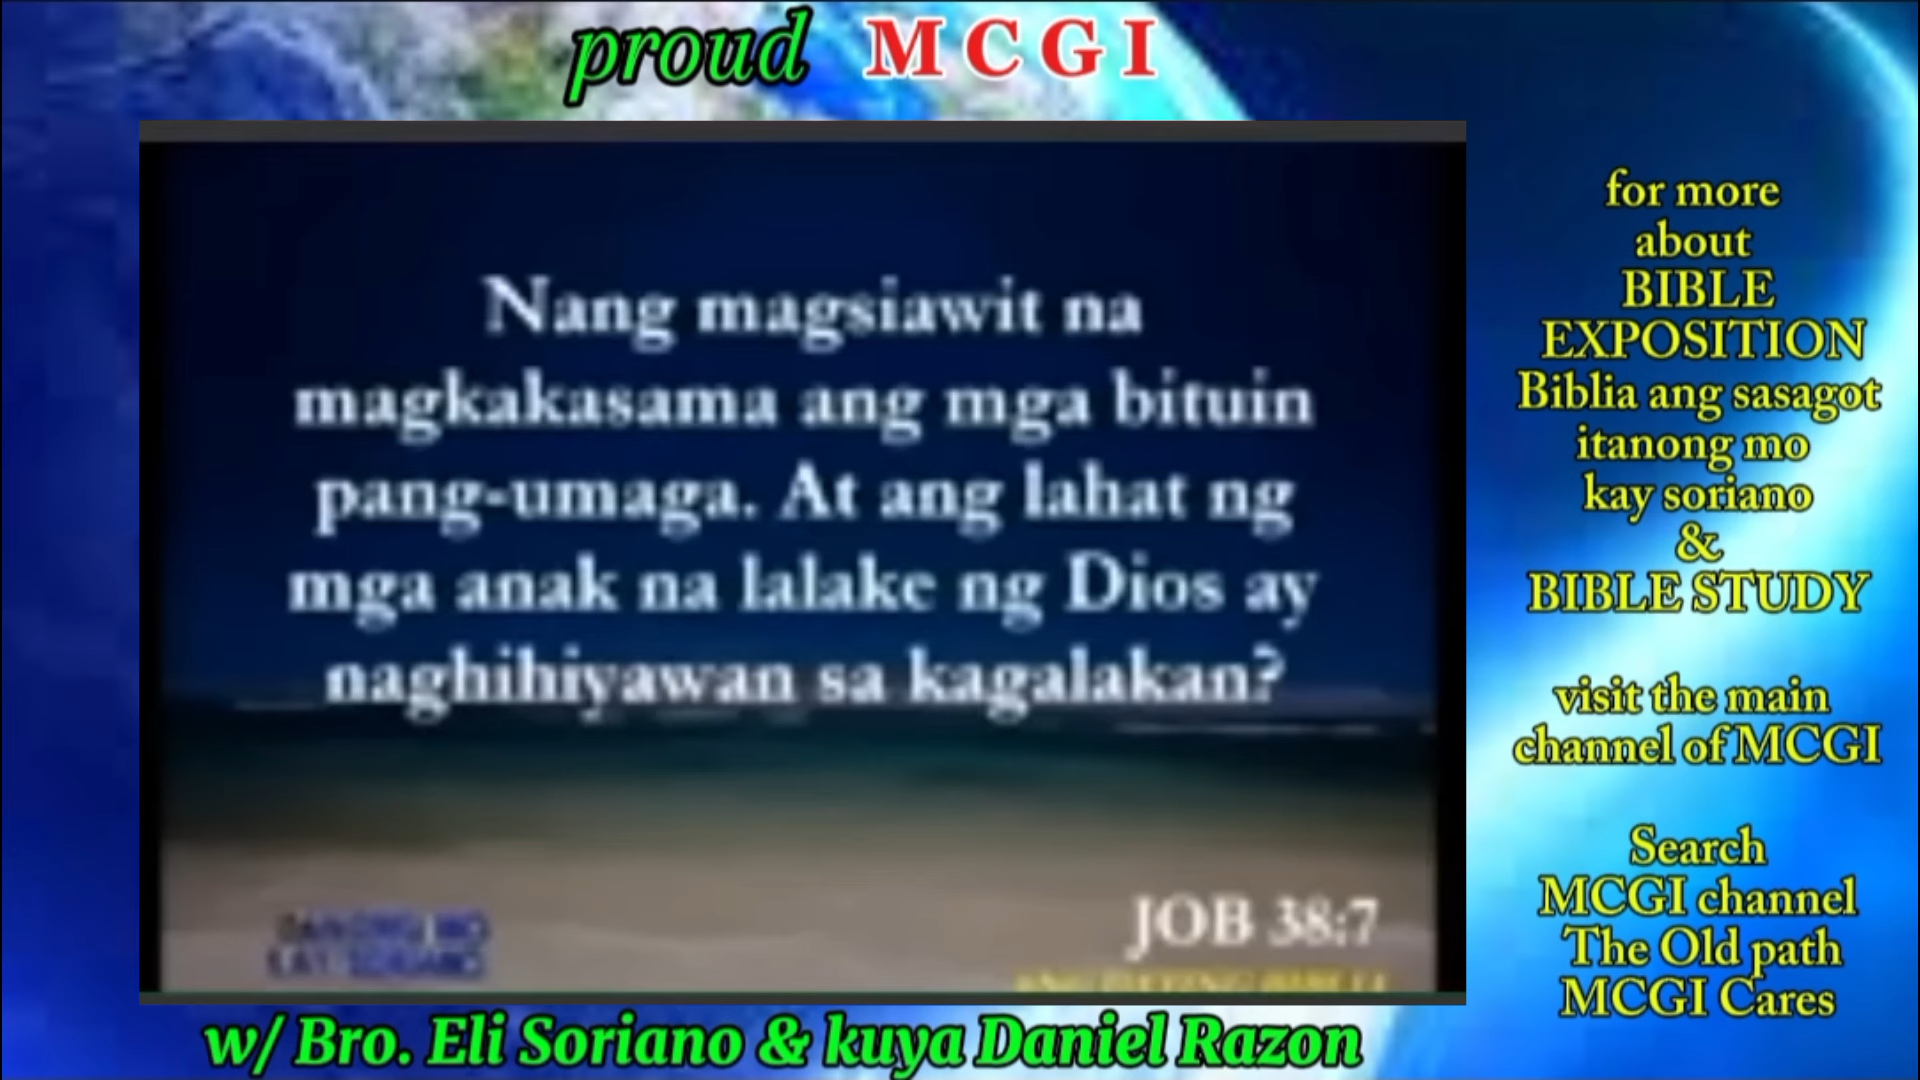 proud MCGI
Nang magsiawit na
magkakasama ang mga bituin
pang-umaga. At ang lahat ng
mga anak na lalake ng Dios ay
naghihiyawan sa kagalakan?
JOB 38:7
KAY SORIANO
w/ Bro. Eli Soriano & kuya Daniel Razon
for more
about
BIBLE
EXPOSITION
Biblia ang sasagot
itanong mo
kay soriano
&
BIBLE STUDY
visit the main
channel of MCGI
Search
MCGI channel
The Old path
MCGI Cares